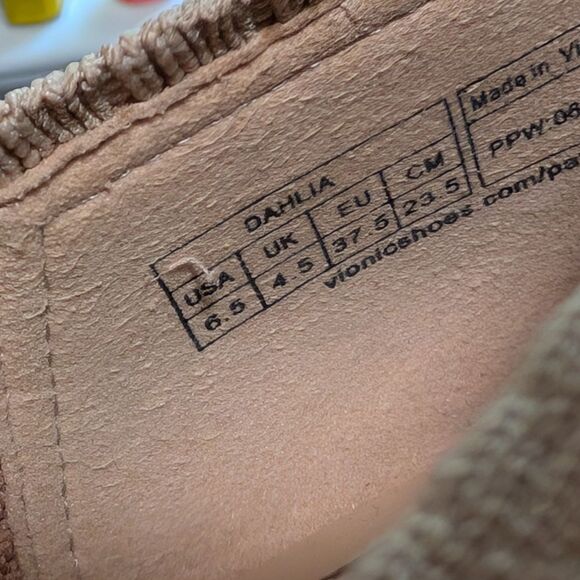 DAHLIA
USA UK EU CM
6.5 4 5 37 5 23.5
vionicshoes.com/pa
Made in Vi
PPW:06